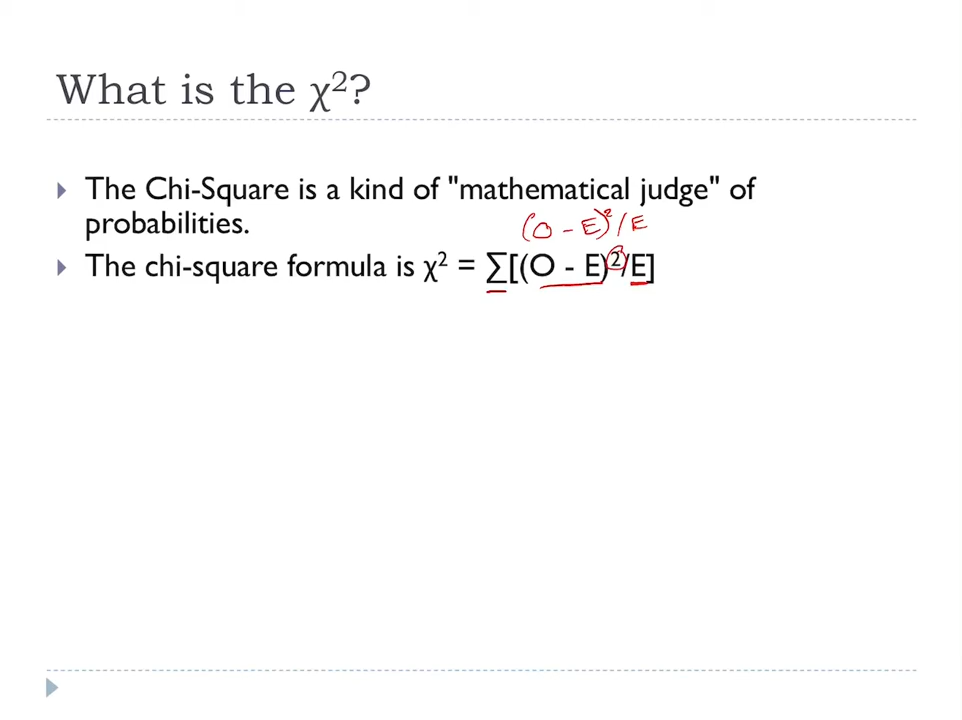 What is the χ²?
The Chi-Square is a kind of "mathematical judge" of
probabilities.
(O - E)²/E
The chi-square formula is χ² = ∑[(O - E)²/E]